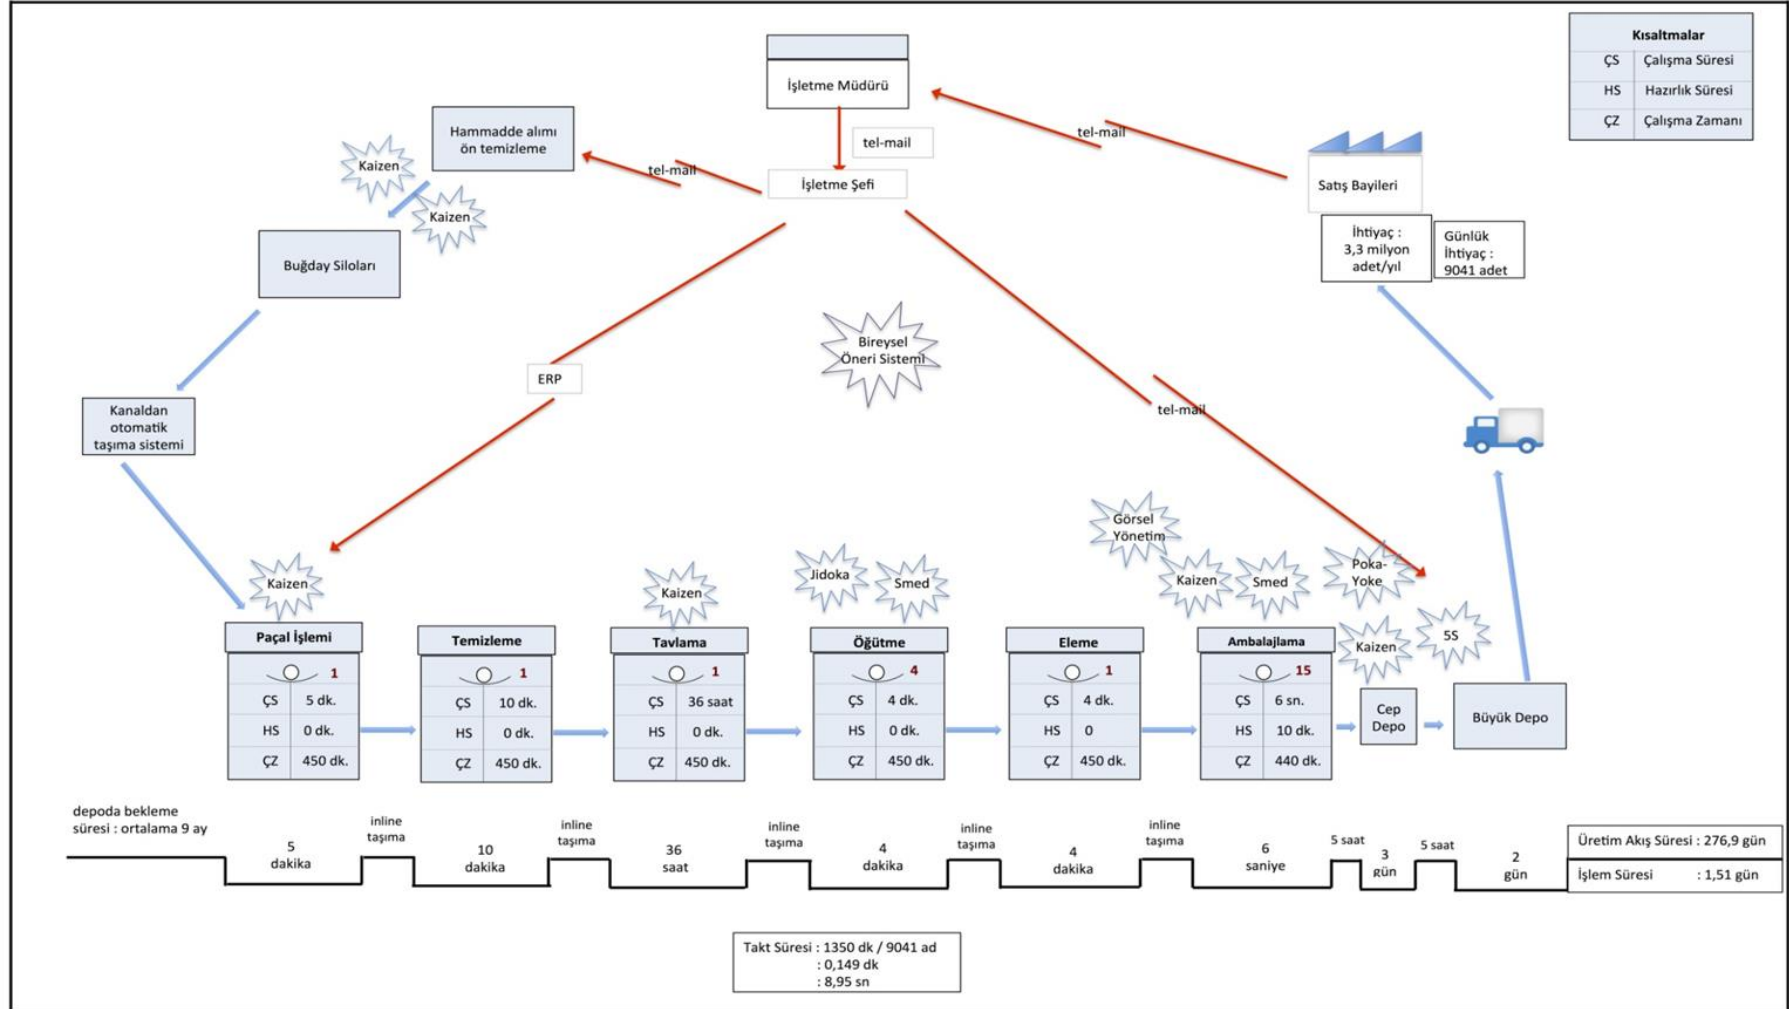 Kısaltmalar
ÇS Çalışma Süresi
HS Hazırlık Süresi
ÇZ Çalışma Zamanı
İşletme Müdürü
tel-mail
İşletme Şefi
tel-mail
Satış Bayileri
İhtiyaç :
3,3 milyon
adet/yıl
Günlük
İhtiyaç :
9041 adet
Hammadde alımı
ön temizleme
tel-mail
Kaizen
Kaizen
Buğday Siloları
Kanaldan
otomatik
taşıma sistemi
ERP
Bireysel
Öneri Sistemi
tel-mail
Kaizen
Kaizen
Jidoka
Smed
Görsel
Yönetim
Kaizen
Smed
Poka-
Yoke
Kaizen
5S
Paçal İşlemi
1
ÇS 5 dk.
HS 0 dk.
ÇZ 450 dk.
Temizleme
1
ÇS 10 dk.
HS 0 dk.
ÇZ 450 dk.
Tavlama
1
ÇS 36 saat
HS 0 dk.
ÇZ 450 dk.
Öğütme
4
ÇS 4 dk.
HS 0 dk.
ÇZ 450 dk.
Eleme
1
ÇS 4 dk.
HS 0
ÇZ 450 dk.
Ambalajlama
15
ÇS 6 sn.
HS 10 dk.
ÇZ 440 dk.
Cep
Depo
Büyük Depo
depoda bekleme
süresi : ortalama 9 ay
5
dakika
inline
taşıma
10
dakika
inline
taşıma
36
saat
inline
taşıma
4
dakika
inline
taşıma
4
dakika
inline
taşıma
6
saniye
5 saat
3
gün
5 saat
2
gün
Üretim Akış Süresi : 276,9 gün
İşlem Süresi : 1,51 gün
Takt Süresi : 1350 dk / 9041 ad
: 0,149 dk
: 8,95 sn